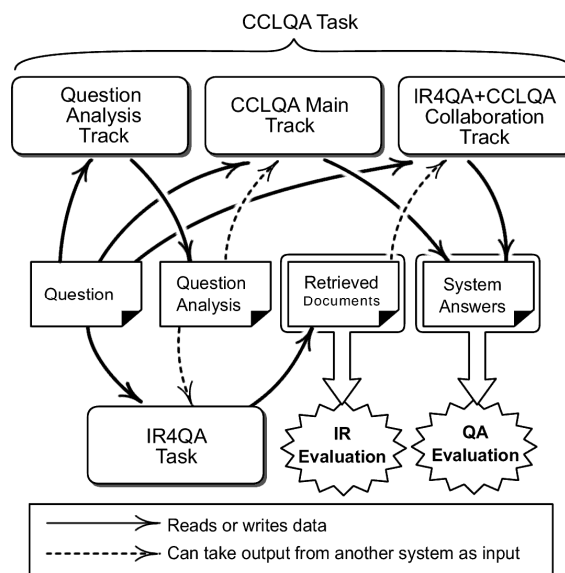 CCLQA Task
Question
Analysis
Track
CCLQA Main
Track
IR4QA+CCLQA
Collaboration
Track
Question
Question
Analysis
Retrieved
Documents
System
Answers
IR4QA
Task
IR
Evaluation
QA
Evaluation
Reads or writes data
Can take output from another system as input